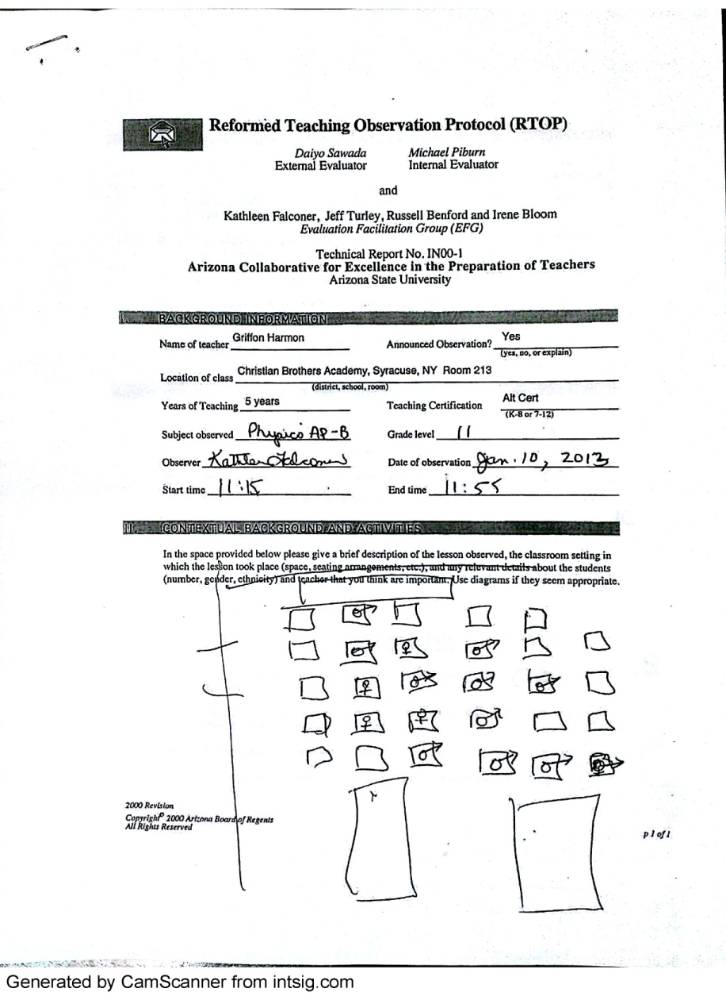 Reformed Teaching Observation Protocol (RTOP)
Daiyo Sawada Michael Piburn
External Evaluator Internal Evaluator
and
Kathleen Falconer, Jeff Turley, Russell Benford and Irene Bloom
Evaluation Facilitation Group (EFG)
Technical Report No. IN00-1
Arizona Collaborative for Excellence in the Preparation of Teachers
Arizona State University
I. BACKGROUND INFORMATION
Name of teacher Griffon Harmon Announced Observation? Yes
(yes, no, or explain)
Location of class Christian Brothers Academy, Syracuse, NY Room 213
(district, school, room)
Years of Teaching 5 years Teaching Certification Alt Cert
(K-8 or 7-12)
Subject observed Physics AP-B Grade level 11
Observer Kathleen Falconer Date of observation Jan. 10, 2013
Start time 11:15 End time 11:55
II. CONTEXTUAL BACKGROUND AND ACTIVITIES
In the space provided below please give a brief description of the lesson observed, the classroom setting in
which the lesson took place (space, seating arrangements, etc.), and any relevant details about the students
(number, gender, ethnicity) and teacher that you think are important. Use diagrams if they seem appropriate.
2000 Revision
Copyright 2000 Arizona Board of Regents
All Rights Reserved
p 1 of 1
Generated by CamScanner from intsig.com